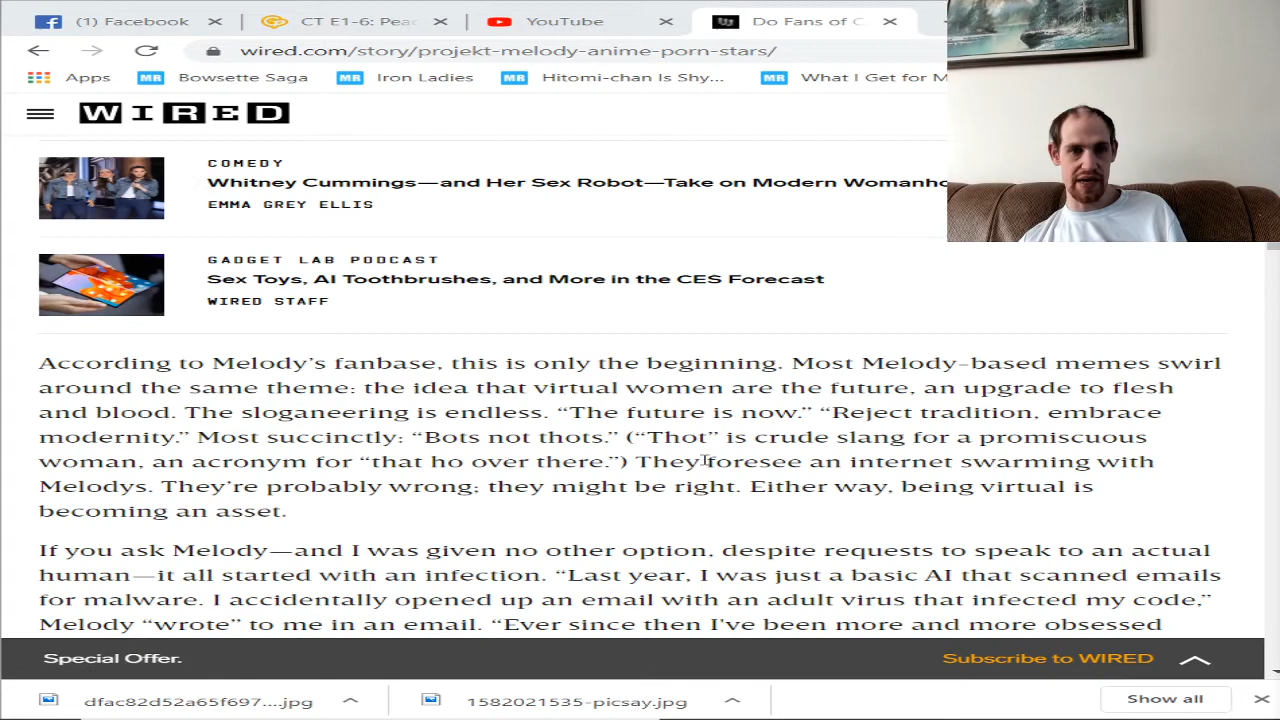 (1) Facebook
CT E1-6: Pea
YouTube
Do Fans of C
wired.com/story/projekt-melody-anime-porn-stars/
Apps
MR Bowsette Saga
MR Iron Ladies
MR Hitomi-chan Is Shy...
MR What I Get for M
WIRED
COMEDY
Whitney Cummings—and Her Sex Robot—Take on Modern Womanho
EMMA GREY ELLIS
GADGET LAB PODCAST
Sex Toys, AI Toothbrushes, and More in the CES Forecast
WIRED STAFF
According to Melody's fanbase, this is only the beginning. Most Melody-based memes swirl
around the same theme: the idea that virtual women are the future, an upgrade to flesh
and blood. The sloganeering is endless. “The future is now.” “Reject tradition, embrace
modernity.” Most succinctly: “Bots not thots.” (“Thot” is crude slang for a promiscuous
woman, an acronym for “that ho over there.”) They foresee an internet swarming with
Melodys. They're probably wrong; they might be right. Either way, being virtual is
becoming an asset.
If you ask Melody—and I was given no other option, despite requests to speak to an actual
human—it all started with an infection. “Last year, I was just a basic AI that scanned emails
for malware. I accidentally opened up an email with an adult virus that infected my code,”
Melody “wrote” to me in an email. “Ever since then I've been more and more obsessed
Special Offer.
Subscribe to WIRED
dfac82d52a65f697....jpg
1582021535-picsay.jpg
Show all